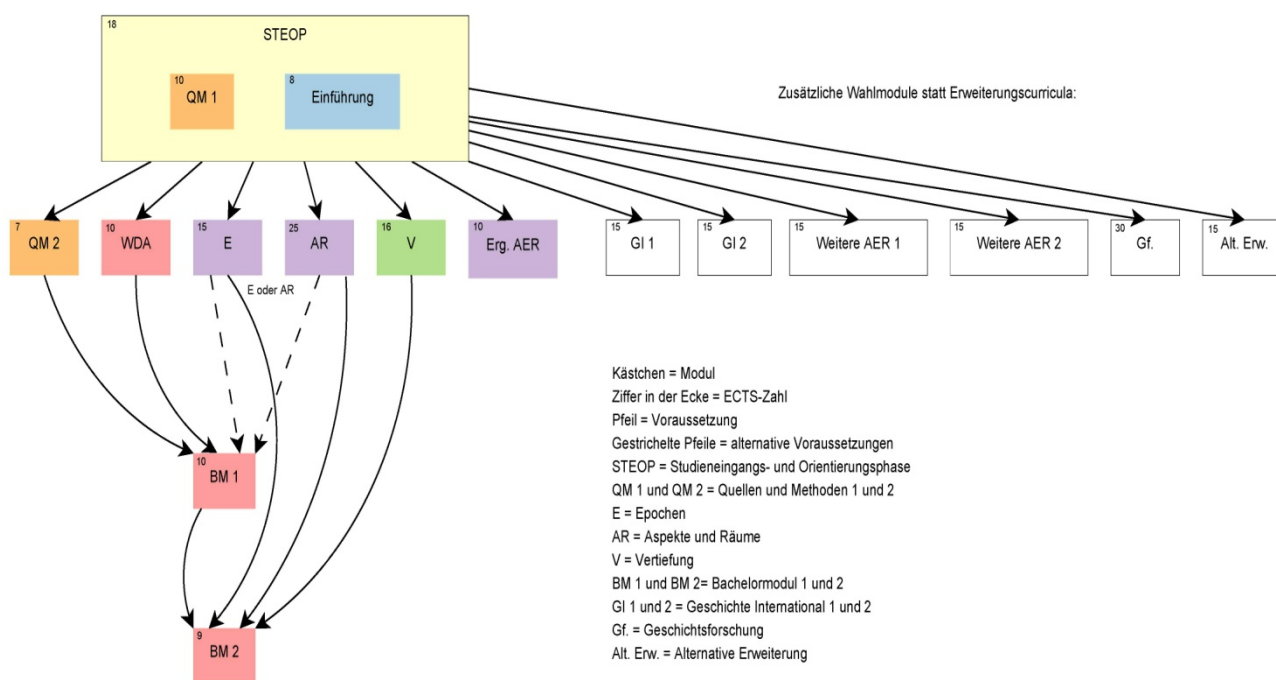 18
STEOP
10
QM 1
8
Einführung
Zusätzliche Wahlmodule statt Erweiterungscurricula:
7
QM 2
10
WDA
15
E
25
AR
16
V
10
Erg. AER
15
GI 1
15
GI 2
15
Weitere AER 1
15
Weitere AER 2
30
Gf.
15
Alt. Erw.
E oder AR
10
BM 1
9
BM 2
Kästchen = Modul
Ziffer in der Ecke = ECTS-Zahl
Pfeil = Voraussetzung
Gestrichelte Pfeile = alternative Voraussetzungen
STEOP = Studieneingangs- und Orientierungsphase
QM 1 und QM 2 = Quellen und Methoden 1 und 2
E = Epochen
AR = Aspekte und Räume
V = Vertiefung
BM 1 und BM 2= Bachelormodul 1 und 2
GI 1 und 2 = Geschichte International 1 und 2
Gf. = Geschichtsforschung
Alt. Erw. = Alternative Erweiterung